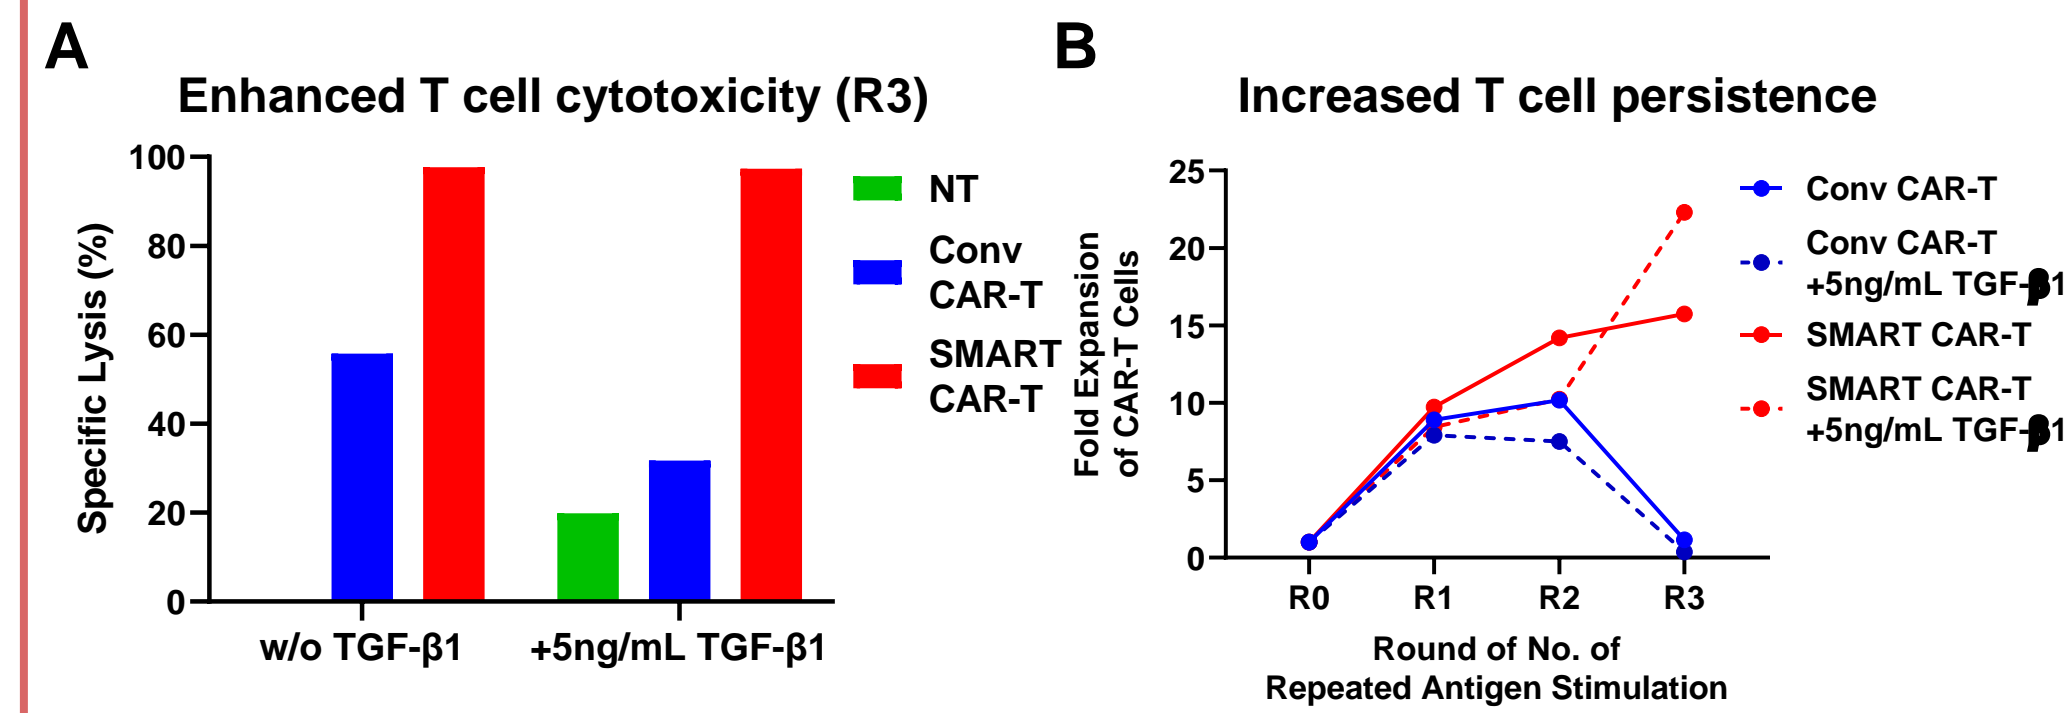 A
Enhanced T cell cytotoxicity (R3)
Specific Lysis (%)
100
80
60
40
20
0
w/o TGF-β1
+5ng/mL TGF-β1
NT
Conv
CAR-T
SMART
CAR-T
B
Increased T cell persistence
Fold Expansion
of CAR-T Cells
25
20
15
10
5
0
R0
R1
R2
R3
Round of No. of
Repeated Antigen Stimulation
Conv CAR-T
Conv CAR-T
+5ng/mL TGF-β1
SMART CAR-T
SMART CAR-T
+5ng/mL TGF-β1